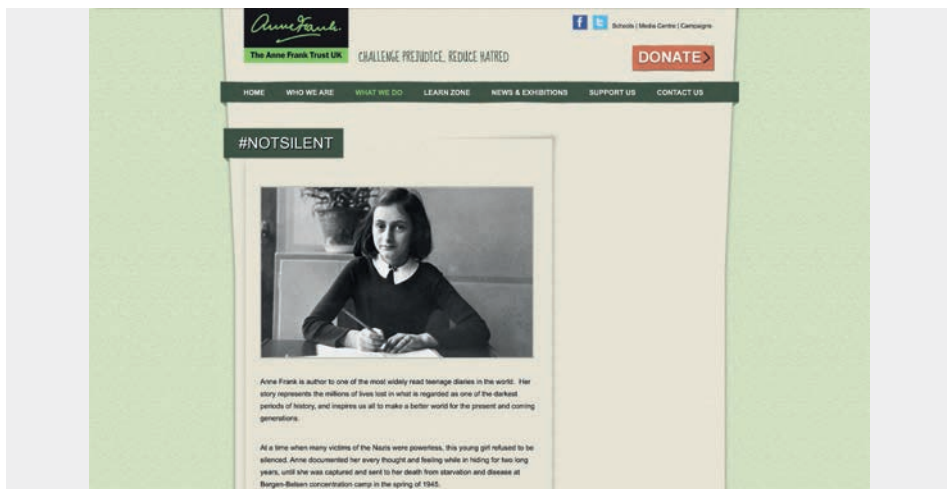 Anne Frank.
The Anne Frank Trust UK
CHALLENGE PREJUDICE, REDUCE HATRED
f
Schools | Media Centre | Campaigns
DONATE >
HOME WHO WE ARE WHAT WE DO LEARN ZONE NEWS & EXHIBITIONS SUPPORT US CONTACT US
#NOTSILENT
Anne Frank is author to one of the most widely read teenage diaries in the world. Her
story represents the millions of lives lost in what is regarded as one of the darkest
periods of history, and inspires us all to make a better world for the present and coming
generations.
At a time when many victims of the Nazis were powerless, this young girl refused to be
silenced. Anne documented her every thought and feeling while in hiding for two long
years, until she was captured and sent to her death from starvation and disease at
Bergen-Belsen concentration camp in the spring of 1945.